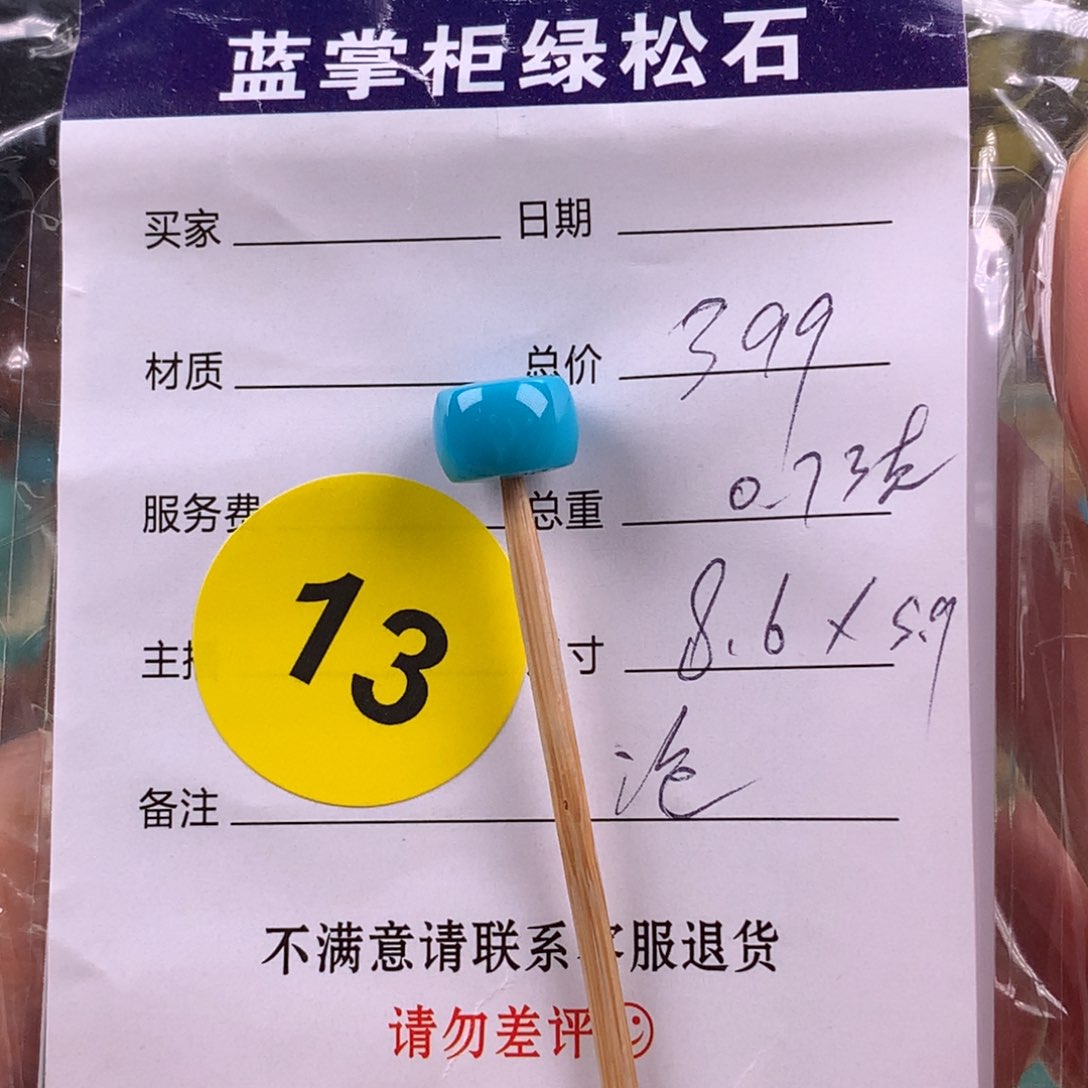 蓝掌柜绿松石
买家 日期
材质 总价 399
服务费 总重 0.73克
13
主 寸 8.6×5.9
备注
不满意请联系客服退货
请勿差评